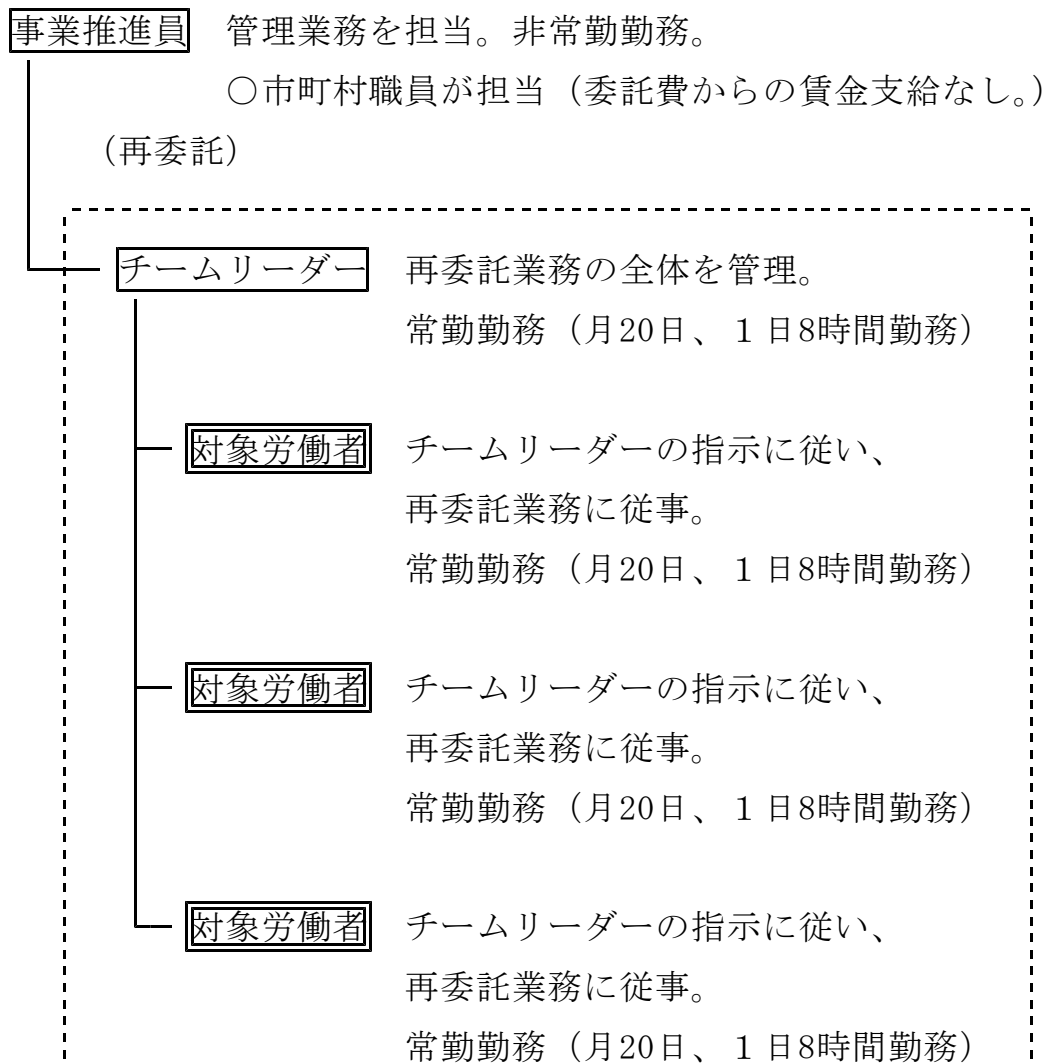 事業推進員 管理業務を担当。非常勤勤務。
○市町村職員が担当（委託費からの賃金支給なし。）
（再委託）
チームリーダー 再委託業務の全体を管理。
常勤勤務（月20日、１日8時間勤務）
対象労働者 チームリーダーの指示に従い、
再委託業務に従事。
常勤勤務（月20日、１日8時間勤務）
対象労働者 チームリーダーの指示に従い、
再委託業務に従事。
常勤勤務（月20日、１日8時間勤務）
対象労働者 チームリーダーの指示に従い、
再委託業務に従事。
常勤勤務（月20日、１日8時間勤務）